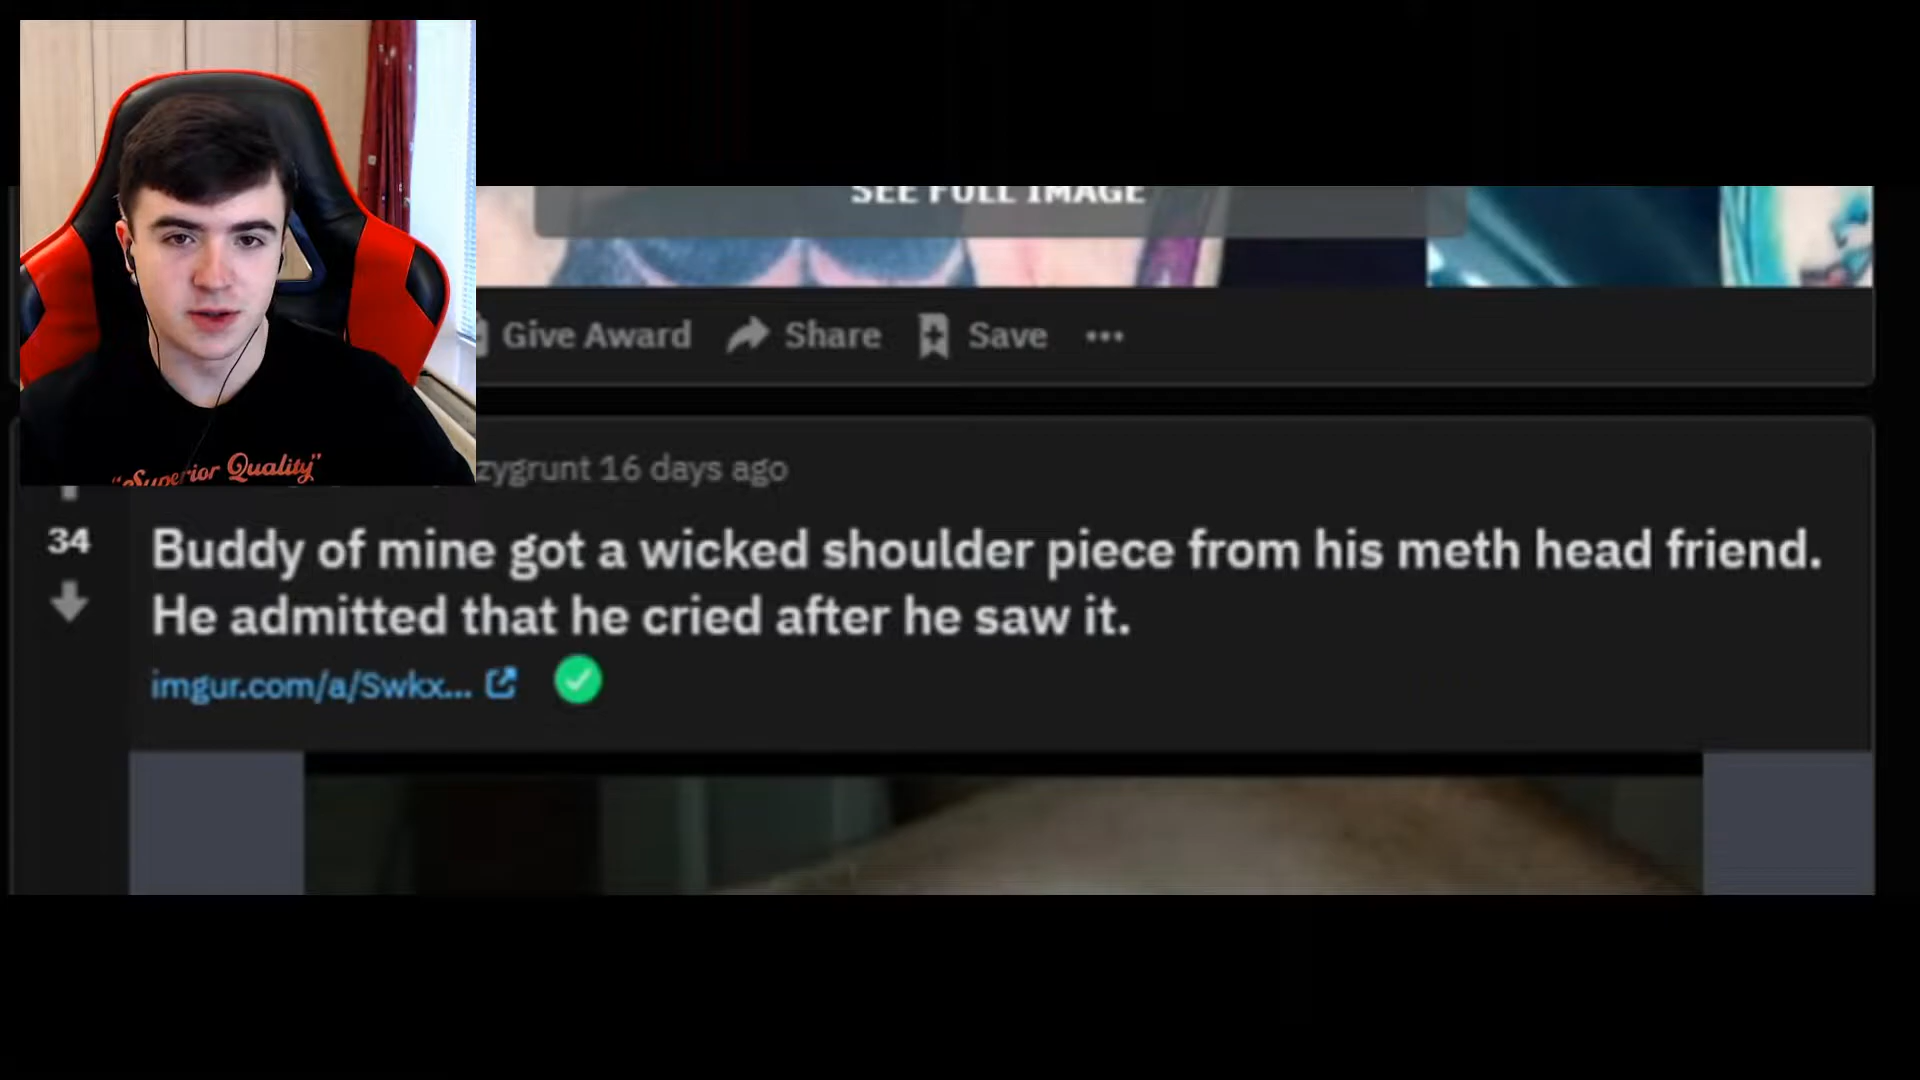 SEE FULL IMAGE
Give Award Share Save
zygrunt 16 days ago
"Superior Quality"
34
Buddy of mine got a wicked shoulder piece from his meth head friend.
He admitted that he cried after he saw it.
imgur.com/a/Swkx...